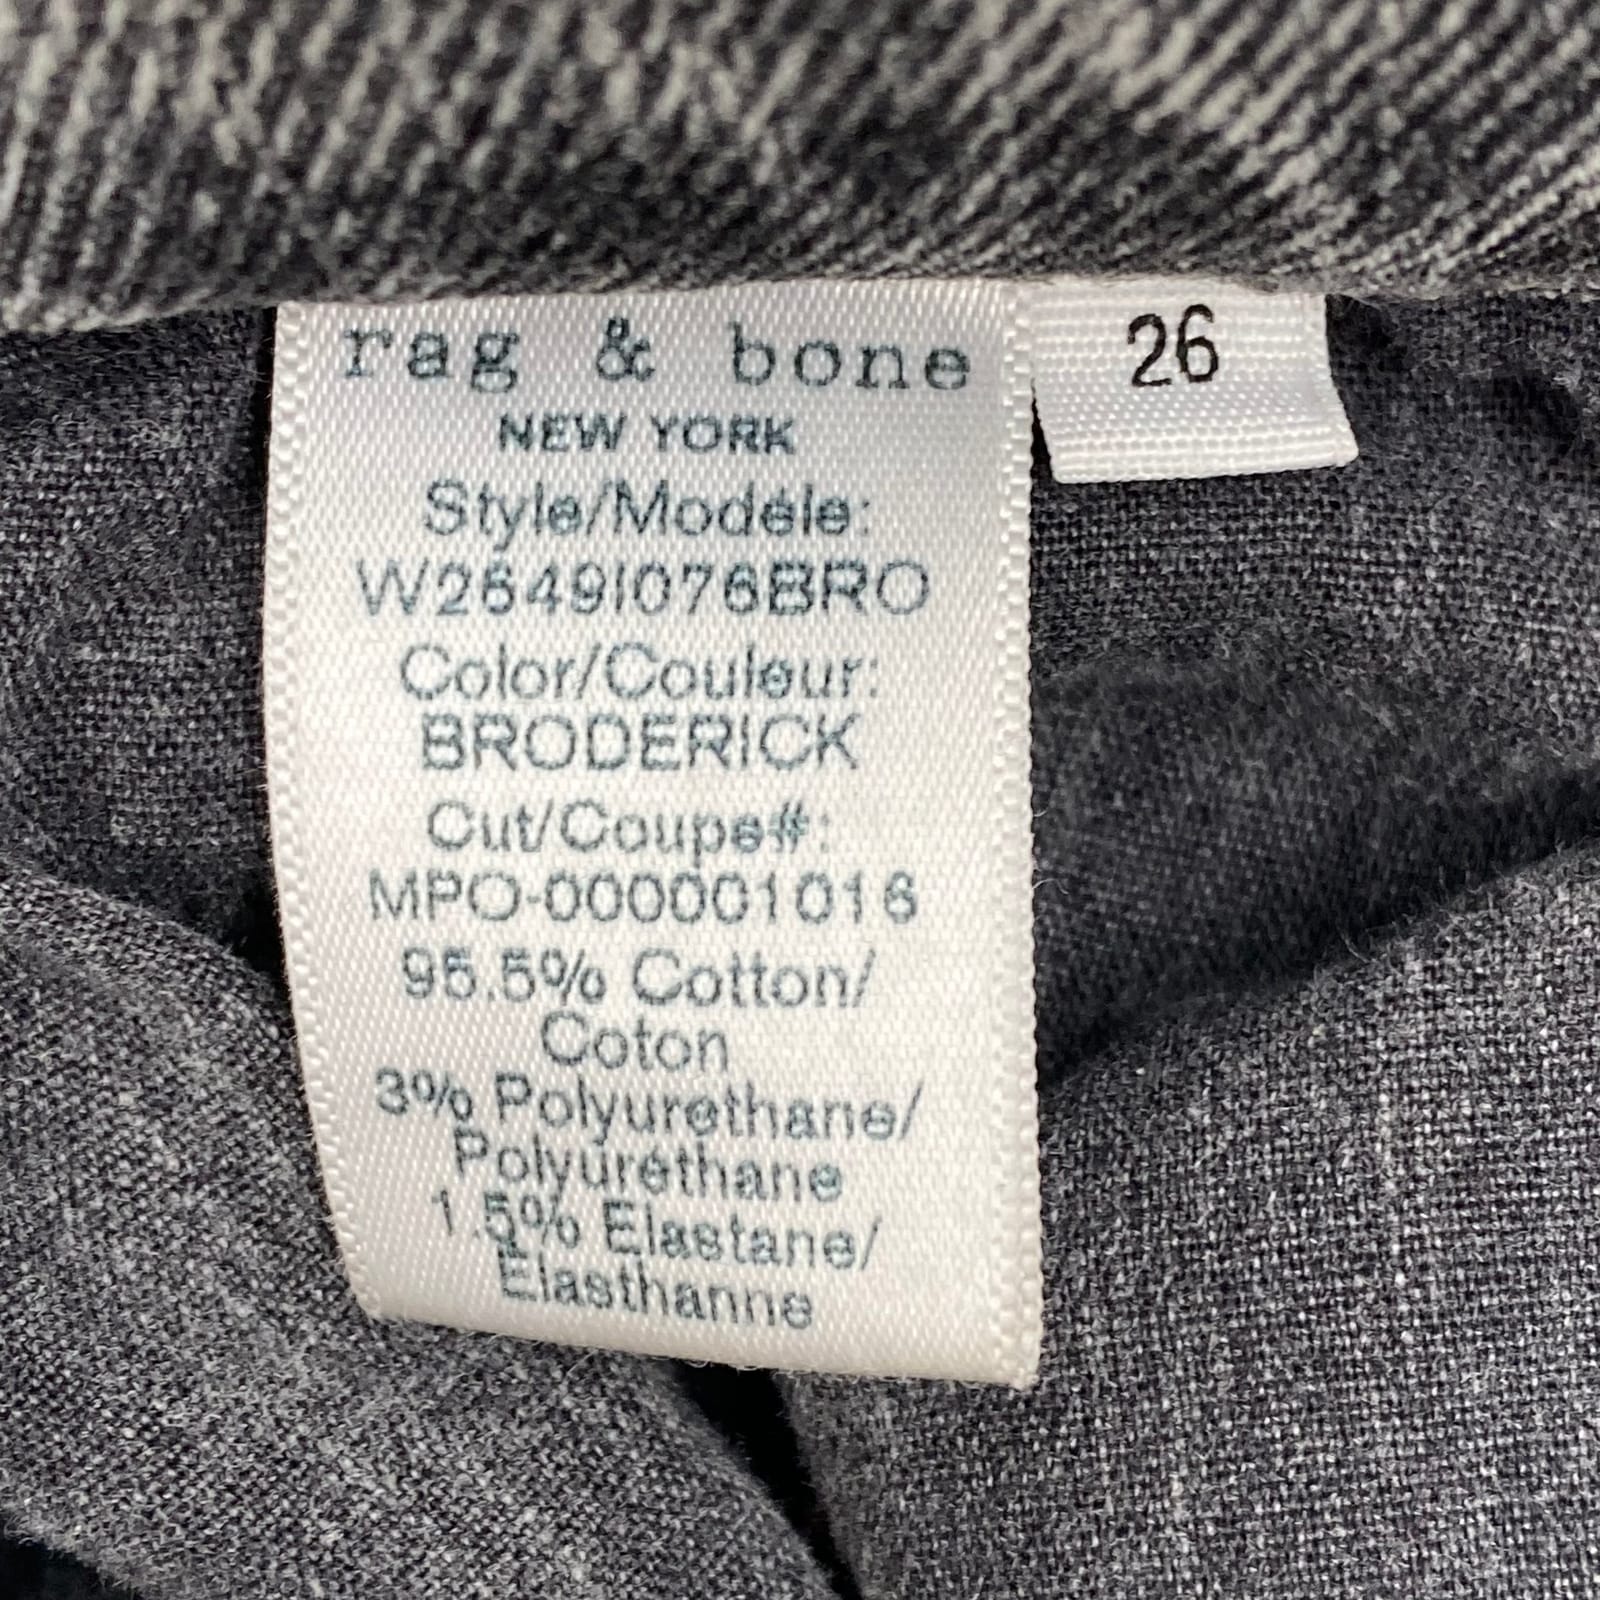 rag & bone
26
NEW YORK
Style/Modéle:
W2649I076BRO
Color/Couleur:
BRODERICK
Cut/Coupe#:
MPO-000001016
95.5% Cotton/
Coton
3% Polyurethane/
Polyuréthane
1.5% Elastane/
Elasthanne